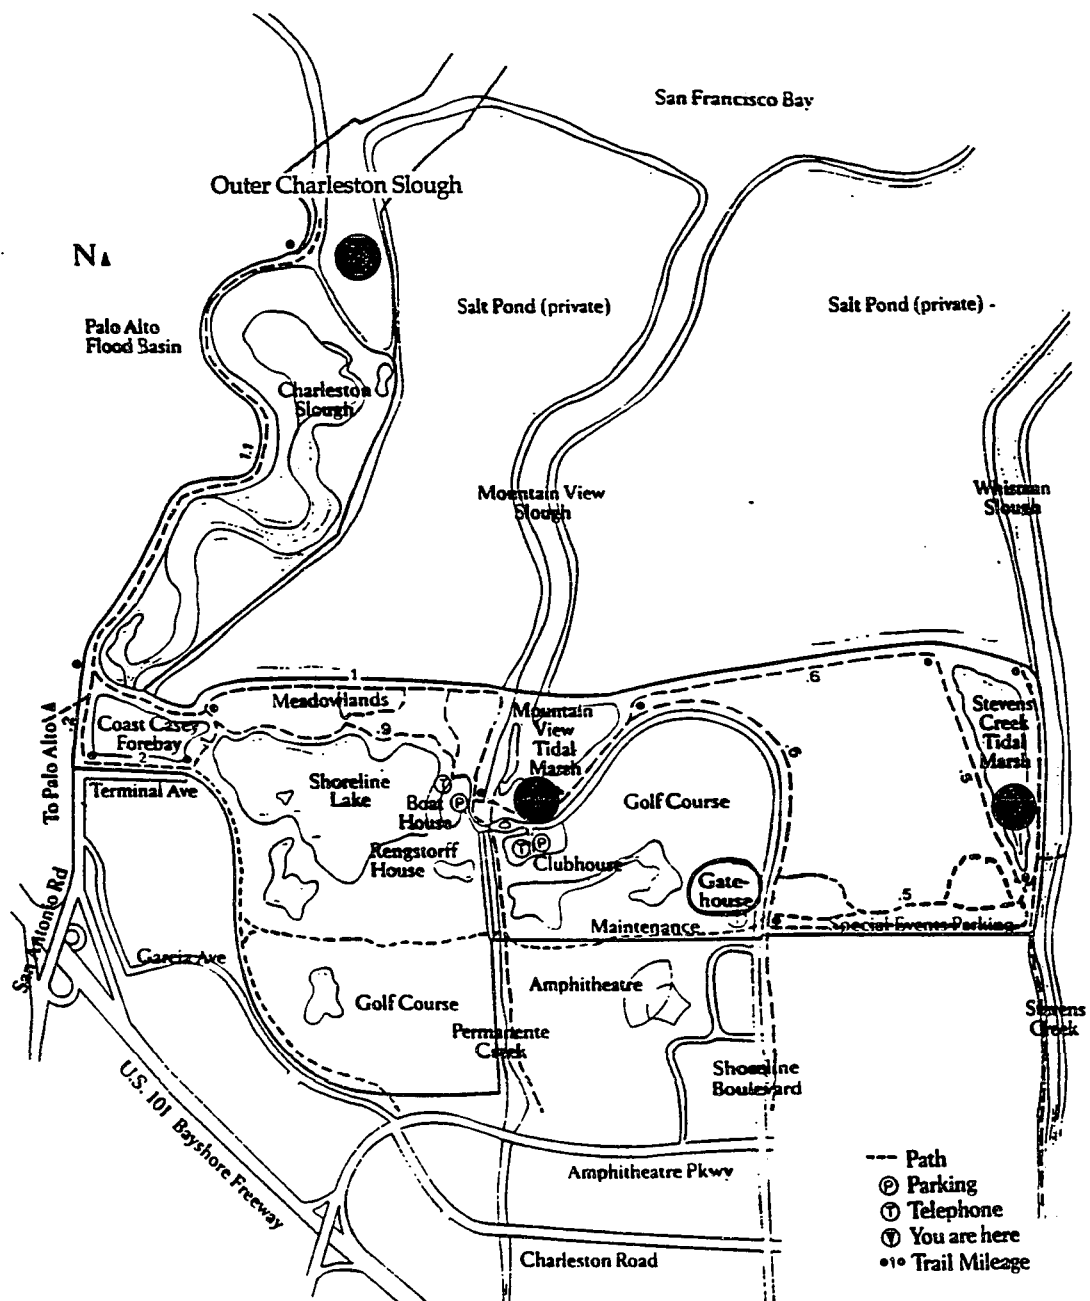 San Francisco Bay
Outer Charleston Slough
N
Salt Pond (private)
Salt Pond (private)
Palo Alto
Flood Basin
Charleston
Slough
1.1
Mountain View
Slough
Whisman
Slough
1
.6
Meadowlands
Mountain
View
Tidal
Marsh
Stevens
Creek
Tidal
Marsh
.2
Coast Casey
Forebay
.9
.6
To Palo Alto
.2
Terminal Ave
Shoreline
Lake
T
P
Boat
House
Golf Course
.5
Rengstorff
House
T
P
Clubhouse
Gate-
house
.5
Maintenance
Special Events Parking
San Antonio Rd
Garcia Ave
Golf Course
Amphitheatre
Permanente
Creek
Stevens
Creek
Shoreline
Boulevard
U.S. 101 Bayshore Freeway
Amphitheatre Pkwy
Charleston Road
Path
P Parking
T Telephone
You are here
•1• Trail Mileage